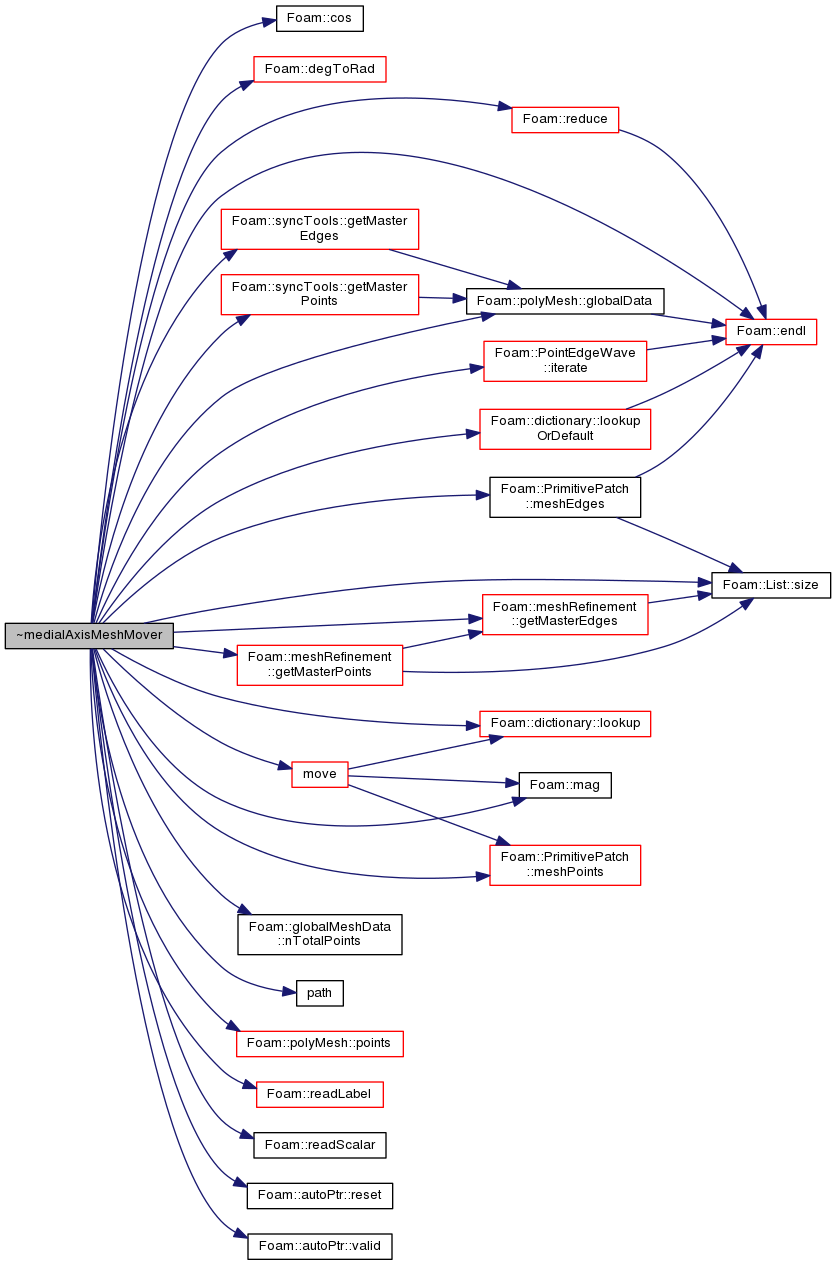 Foam::cos
Foam::degToRad
Foam::reduce
Foam::syncTools::getMaster
Edges
Foam::syncTools::getMaster
Points
Foam::polyMesh::globalData
Foam::endl
Foam::PointEdgeWave
::iterate
Foam::dictionary::lookup
OrDefault
Foam::PrimitivePatch
::meshEdges
Foam::List::size
Foam::meshRefinement
::getMasterEdges
~medialAxisMeshMover
Foam::meshRefinement
::getMasterPoints
Foam::dictionary::lookup
move
Foam::mag
Foam::PrimitivePatch
::meshPoints
Foam::globalMeshData
::nTotalPoints
path
Foam::polyMesh::points
Foam::readLabel
Foam::readScalar
Foam::autoPtr::reset
Foam::autoPtr::valid